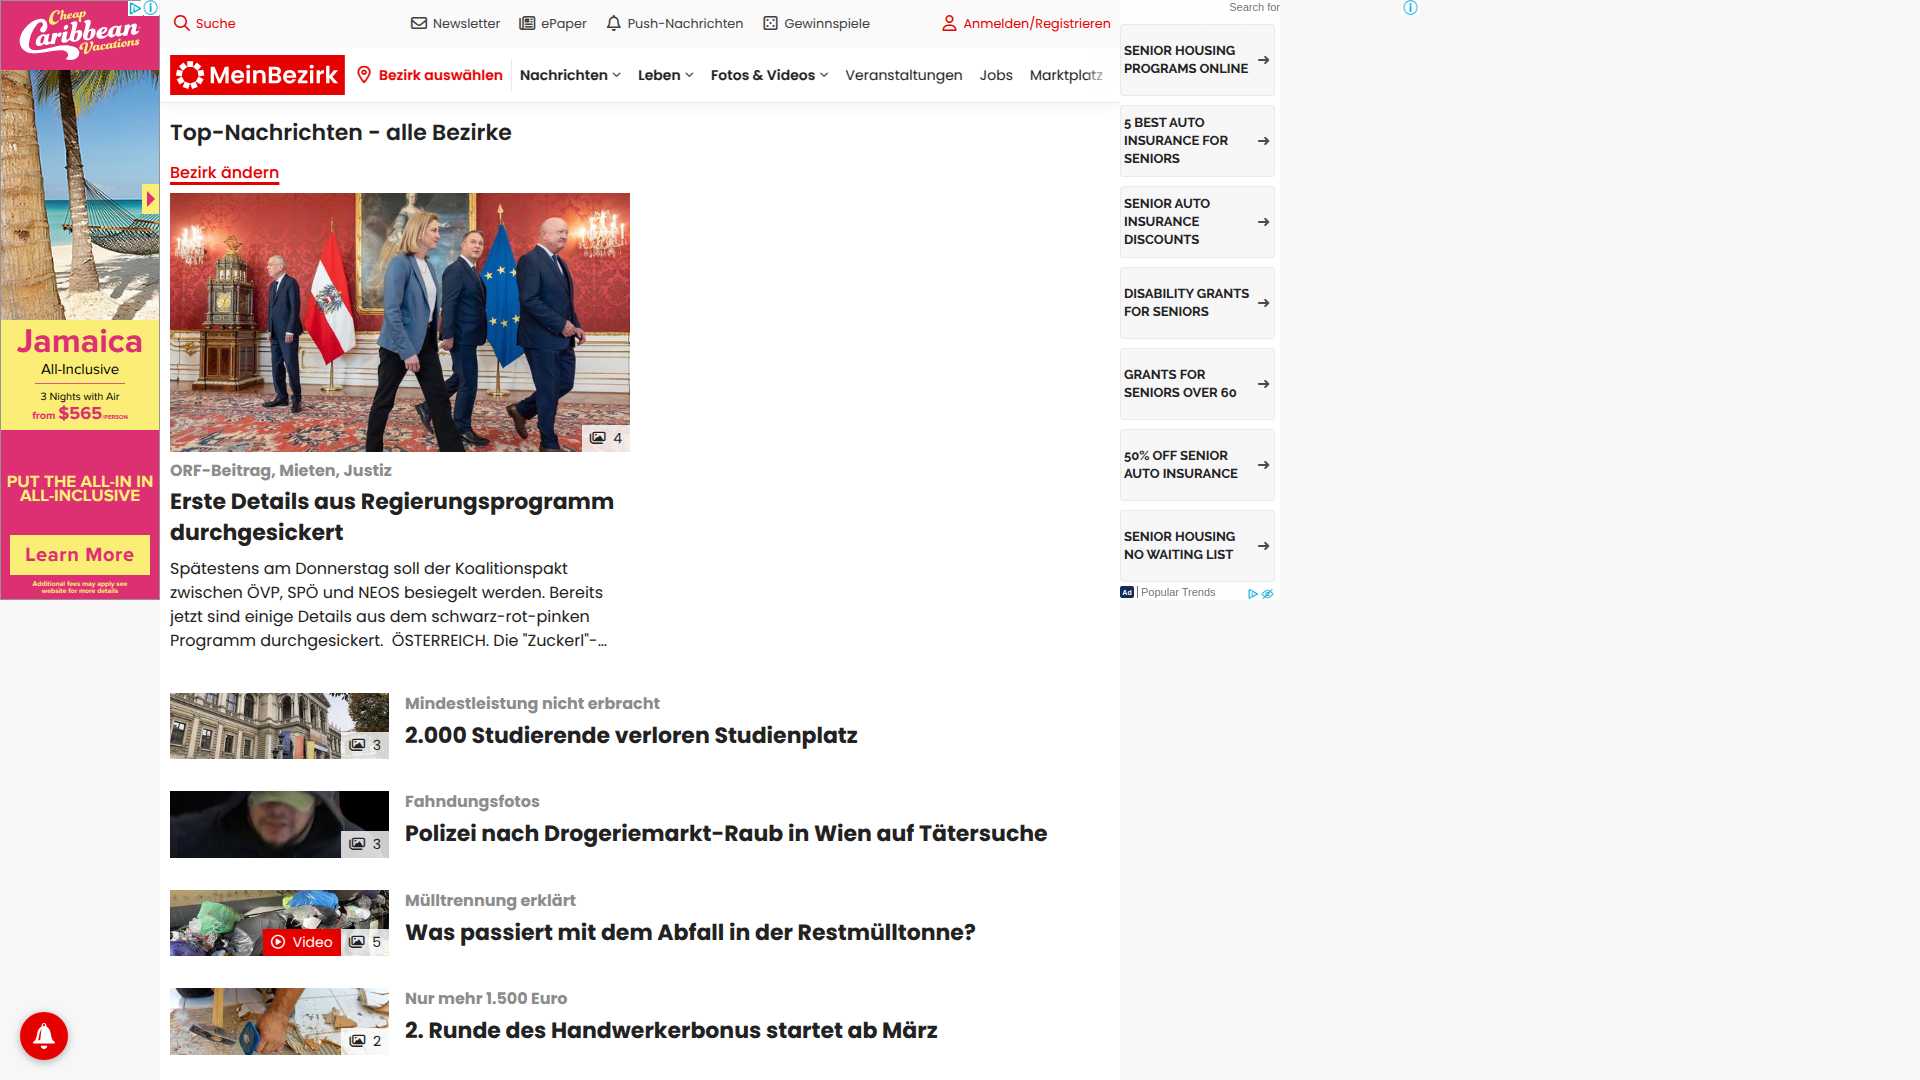 Cheap
Caribbean
Vacations
Jamaica
All-Inclusive
3 Nights with Air
from $565 /PERSON
PUT THE ALL-IN IN
ALL-INCLUSIVE
Learn More
Additional fees may apply see
website for more details
Suche
Newsletter
ePaper
Push-Nachrichten
Gewinnspiele
Anmelden/Registrieren
MeinBezirk
Bezirk auswählen
Nachrichten
Leben
Fotos & Videos
Veranstaltungen
Jobs
Marktplatz
Top-Nachrichten - alle Bezirke
Bezirk ändern
4
ORF-Beitrag, Mieten, Justiz
Erste Details aus Regierungsprogramm
durchgesickert
Spätestens am Donnerstag soll der Koalitionspakt
zwischen ÖVP, SPÖ und NEOS besiegelt werden. Bereits
jetzt sind einige Details aus dem schwarz-rot-pinken
Programm durchgesickert. ÖSTERREICH. Die "Zuckerl"-...
3
Mindestleistung nicht erbracht
2.000 Studierende verloren Studienplatz
3
Fahndungsfotos
Polizei nach Drogeriemarkt-Raub in Wien auf Tätersuche
Video
5
Mülltrennung erklärt
Was passiert mit dem Abfall in der Restmülltonne?
2
Nur mehr 1.500 Euro
2. Runde des Handwerkerbonus startet ab März
Search for
SENIOR HOUSING
PROGRAMS ONLINE
5 BEST AUTO
INSURANCE FOR
SENIORS
SENIOR AUTO
INSURANCE
DISCOUNTS
DISABILITY GRANTS
FOR SENIORS
GRANTS FOR
SENIORS OVER 60
50% OFF SENIOR
AUTO INSURANCE
SENIOR HOUSING
NO WAITING LIST
Ad
Popular Trends